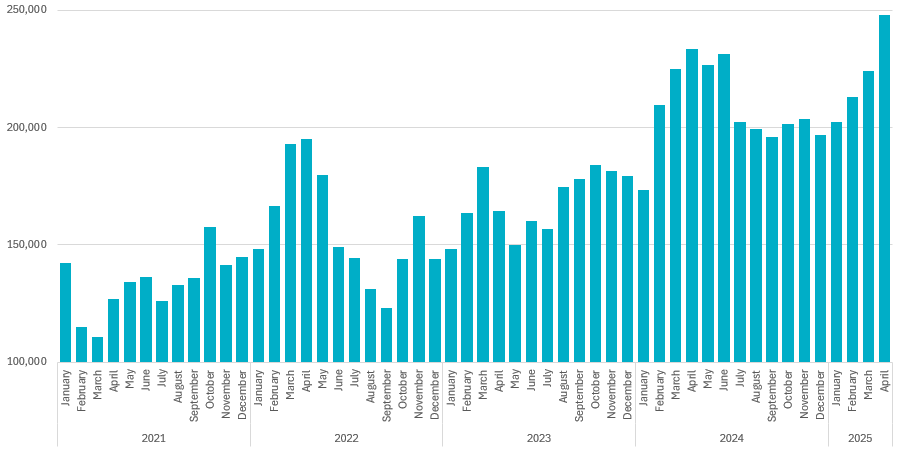 250,000
200,000
150,000
100,000
January February March April May June July August September October November December January February March April May June July August September October November December January February March April May June July August September October November December January February March April May June July August September October November December January February March April
2021 2022 2023 2024 2025